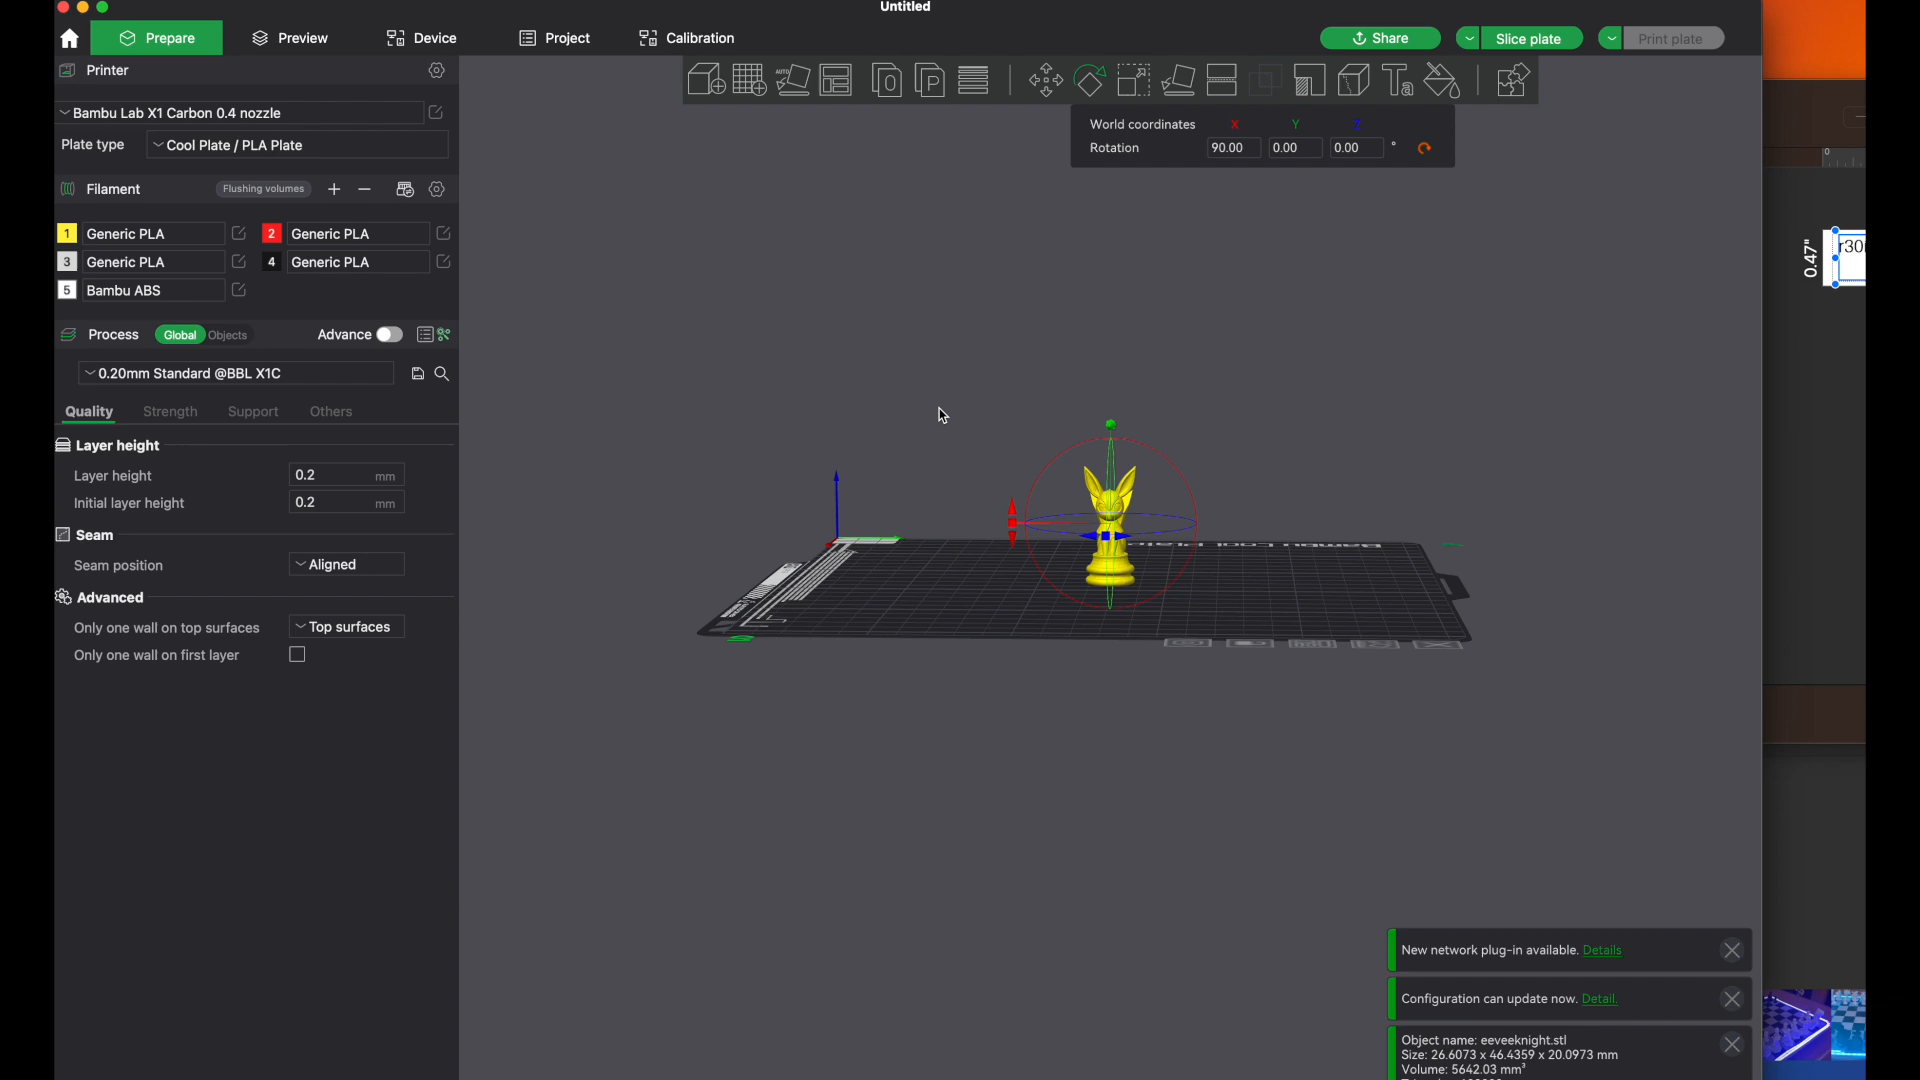 Untitled
Prepare
Preview
Device
Project
Calibration
Share
Slice plate
Print plate
Printer
Bambu Lab X1 Carbon 0.4 nozzle
Plate type
Cool Plate / PLA Plate
Filament
Flushing volumes
1 Generic PLA
2 Generic PLA
3 Generic PLA
4 Generic PLA
5 Bambu ABS
Process
Global
Objects
Advance
0.20mm Standard @BBL X1C
Quality
Strength
Support
Others
Layer height
Layer height 0.2 mm
Initial layer height 0.2 mm
Seam
Seam position Aligned
Advanced
Only one wall on top surfaces Top surfaces
Only one wall on first layer
AUTO
O
P
Ta
World coordinates X Y Z
Rotation 90.00 0.00 0.00 °
Bambu Cool Plate
0
0.47"
New network plug-in available. Details
Configuration can update now. Detail.
Object name: eeveeknight.stl
Size: 26.6073 x 46.4359 x 20.0973 mm
Volume: 5642.03 mm³